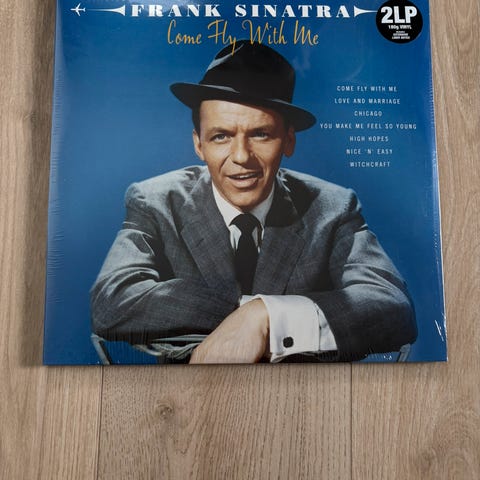 FRANK SINATRA
Come Fly With Me
2LP
180g VINYL
COME FLY WITH ME
LOVE AND MARRIAGE
CHICAGO
YOU MAKE ME FEEL SO YOUNG
HIGH HOPES
NICE 'N' EASY
WITCHCRAFT